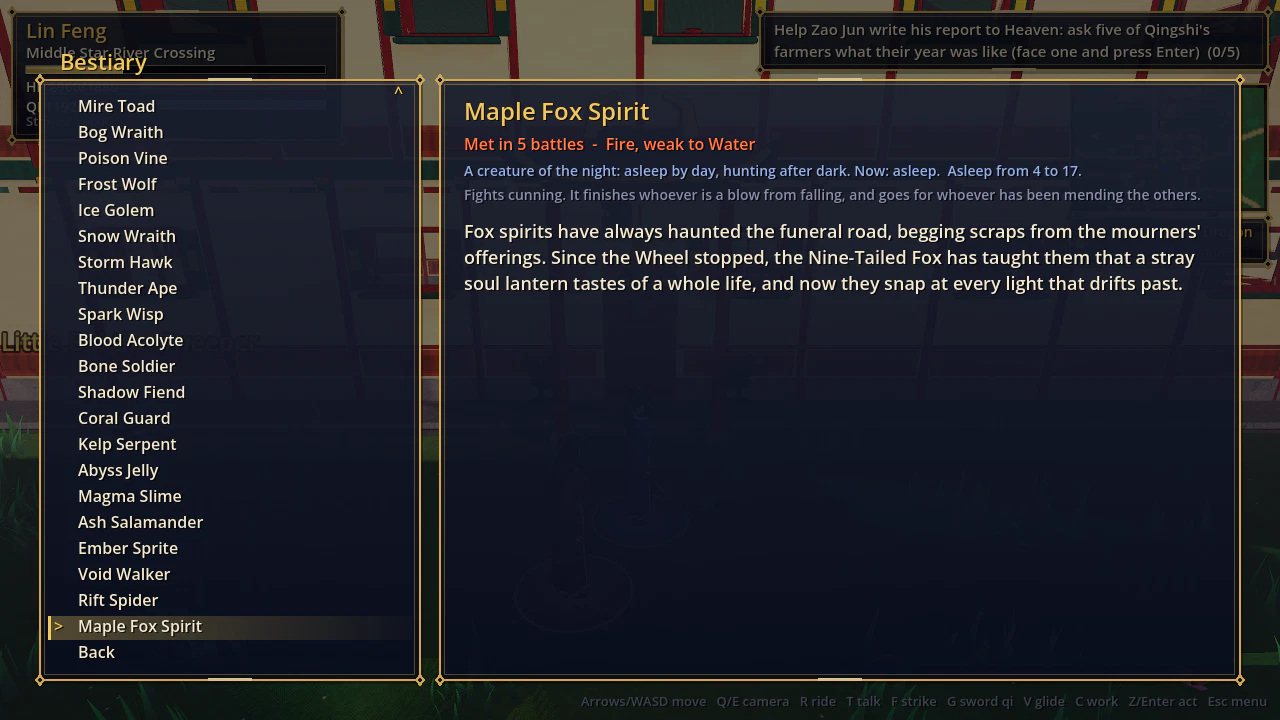 Lin Feng
Middle Star River Crossing
Bestiary
Help Zao Jun write his report to Heaven: ask five of Qingshi's
farmers what their year was like (face one and press Enter)  (0/5)
^
Mire Toad
Bog Wraith
Poison Vine
Frost Wolf
Ice Golem
Snow Wraith
Storm Hawk
Thunder Ape
Spark Wisp
Blood Acolyte
Bone Soldier
Shadow Fiend
Coral Guard
Kelp Serpent
Abyss Jelly
Magma Slime
Ash Salamander
Ember Sprite
Void Walker
Rift Spider
> Maple Fox Spirit
Back
Maple Fox Spirit
Met in 5 battles  -  Fire, weak to Water
A creature of the night: asleep by day, hunting after dark. Now: asleep.  Asleep from 4 to 17.
Fights cunning. It finishes whoever is a blow from falling, and goes for whoever has been mending the others.
Fox spirits have always haunted the funeral road, begging scraps from the mourners'
offerings. Since the Wheel stopped, the Nine-Tailed Fox has taught them that a stray
soul lantern tastes of a whole life, and now they snap at every light that drifts past.
Arrows/WASD move   Q/E camera   R ride   T talk   F strike   G sword qi   V glide   C work   Z/Enter act   Esc menu